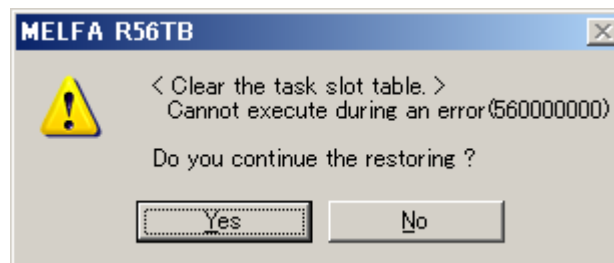 MELFA R56TB
< Clear the task slot table. >
Cannot execute during an error(560000000)
Do you continue the restoring ?
Yes
No